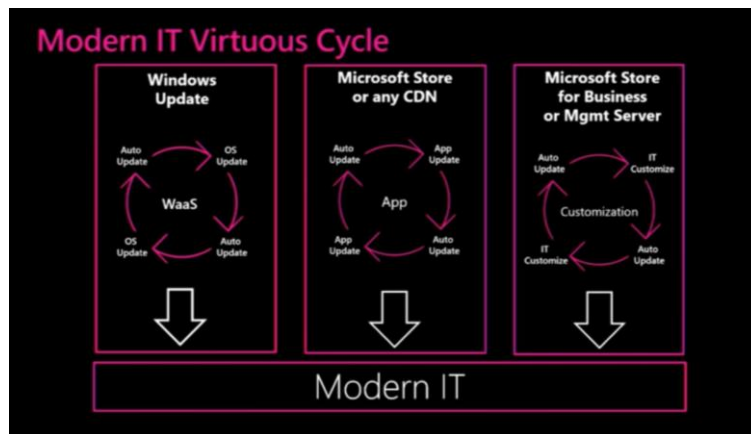 Modern IT Virtuous Cycle
Windows
Update
Auto
Update
OS
Update
WaaS
OS
Update
Auto
Update
Microsoft Store
or any CDN
Auto
Update
App
Update
App
App
Update
Auto
Update
Microsoft Store
for Business
or Mgmt Server
Auto
Update
IT
Customize
Customization
IT
Customize
Auto
Update
Modern IT